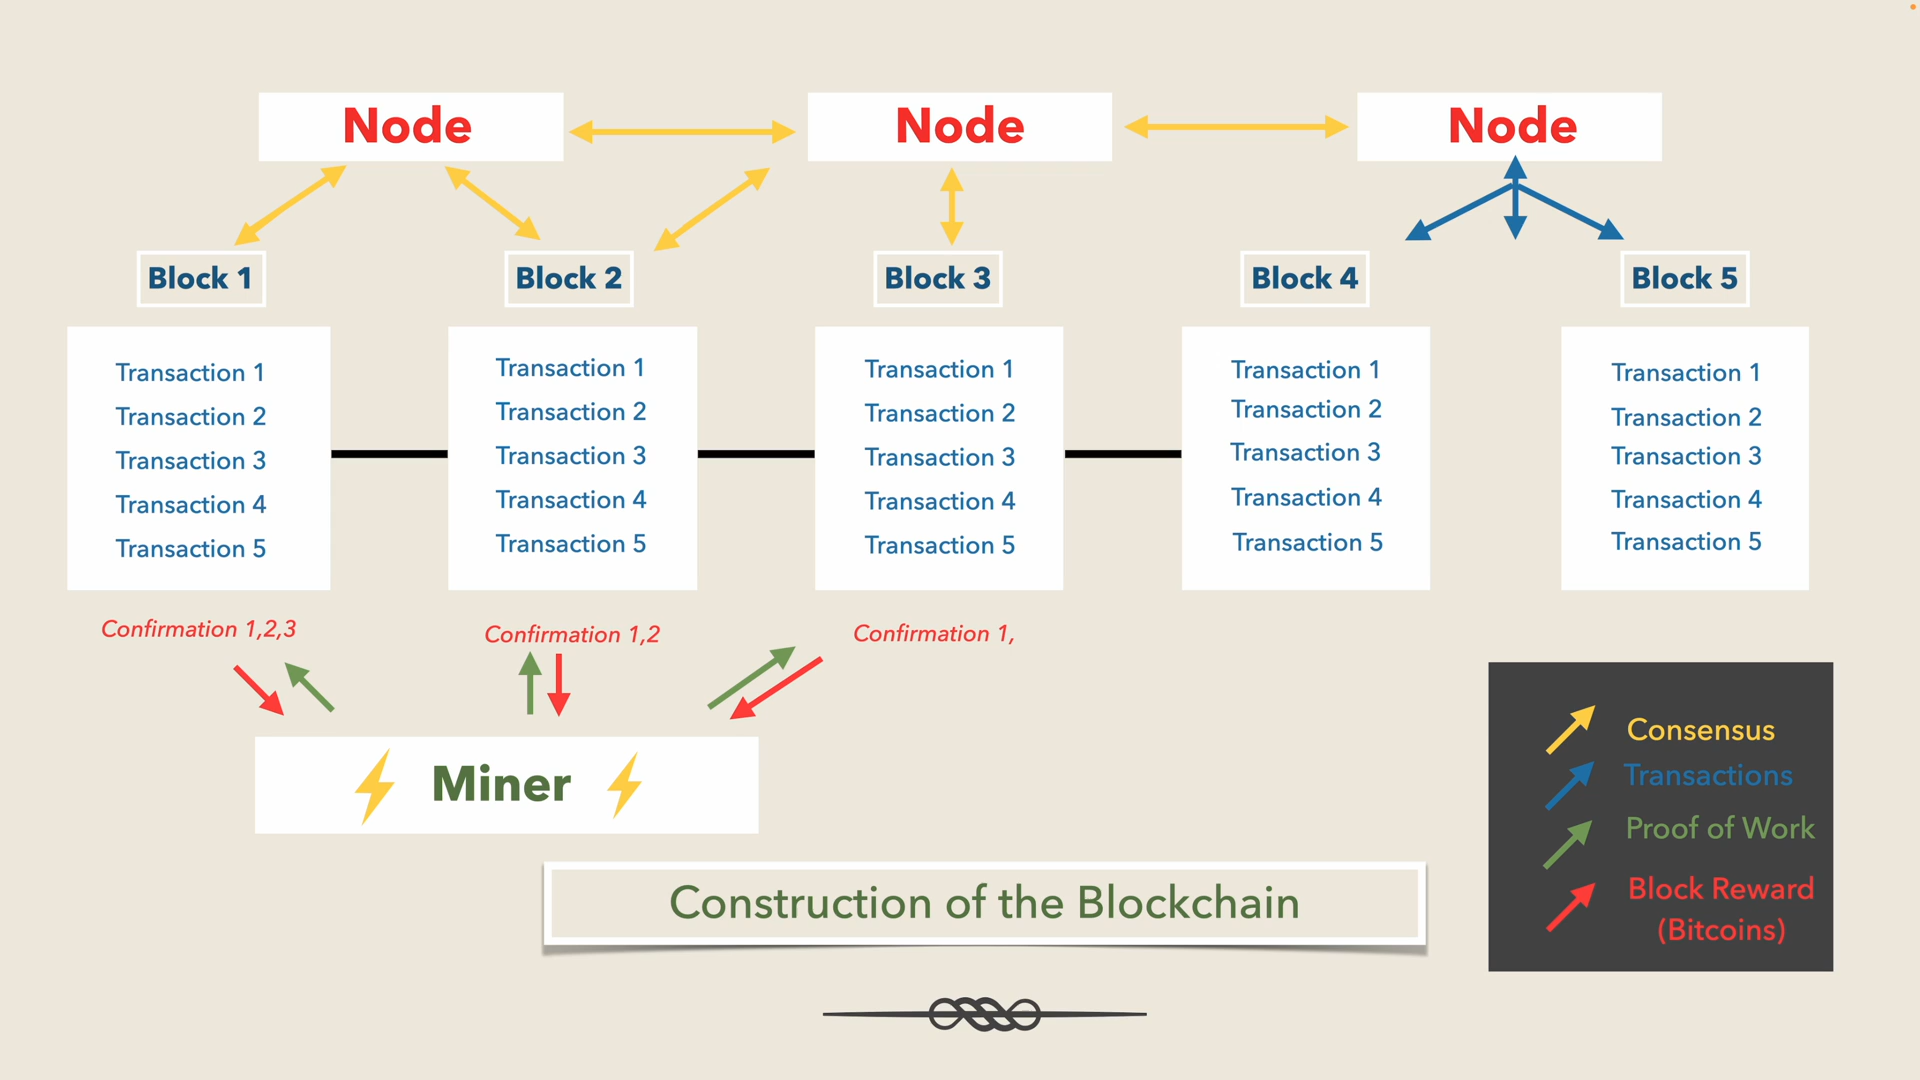 Node
Node
Node
Block 1
Block 2
Block 3
Block 4
Block 5
Transaction 1
Transaction 2
Transaction 3
Transaction 4
Transaction 5
Transaction 1
Transaction 2
Transaction 3
Transaction 4
Transaction 5
Transaction 1
Transaction 2
Transaction 3
Transaction 4
Transaction 5
Transaction 1
Transaction 2
Transaction 3
Transaction 4
Transaction 5
Transaction 1
Transaction 2
Transaction 3
Transaction 4
Transaction 5
Confirmation 1,2,3
Confirmation 1,2
Confirmation 1,
Miner
Consensus
Transactions
Proof of Work
Block Reward
(Bitcoins)
Construction of the Blockchain